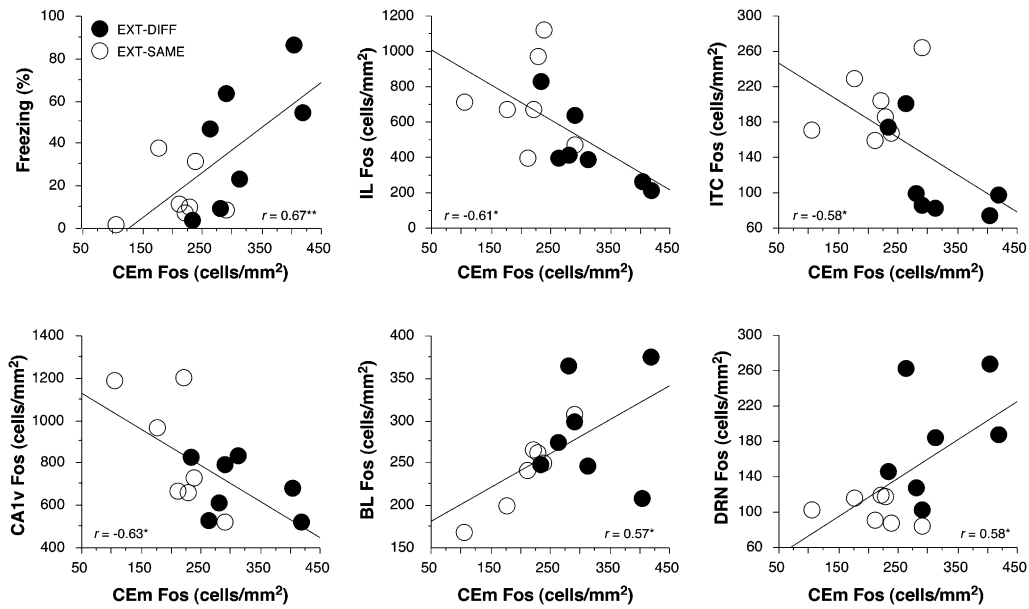 EXT-DIFF
EXT-SAME
Freezing (%)
100
80
60
40
20
0
r = 0.67**
50 150 250 350 450
CEm Fos (cells/mm2)
IL Fos (cells/mm2)
1200
1000
800
600
400
200
0
r = -0.61*
50 150 250 350 450
CEm Fos (cells/mm2)
ITC Fos (cells/mm2)
300
260
220
180
140
100
60
r = -0.58*
50 150 250 350 450
CEm Fos (cells/mm2)
CA1v Fos (cells/mm2)
1400
1200
1000
800
600
400
r = -0.63*
50 150 250 350 450
CEm Fos (cells/mm2)
BL Fos (cells/mm2)
400
350
300
250
200
150
r = 0.57*
50 150 250 350 450
CEm Fos (cells/mm2)
DRN Fos (cells/mm2)
300
260
220
180
140
100
60
r = 0.58*
50 150 250 350 450
CEm Fos (cells/mm2)